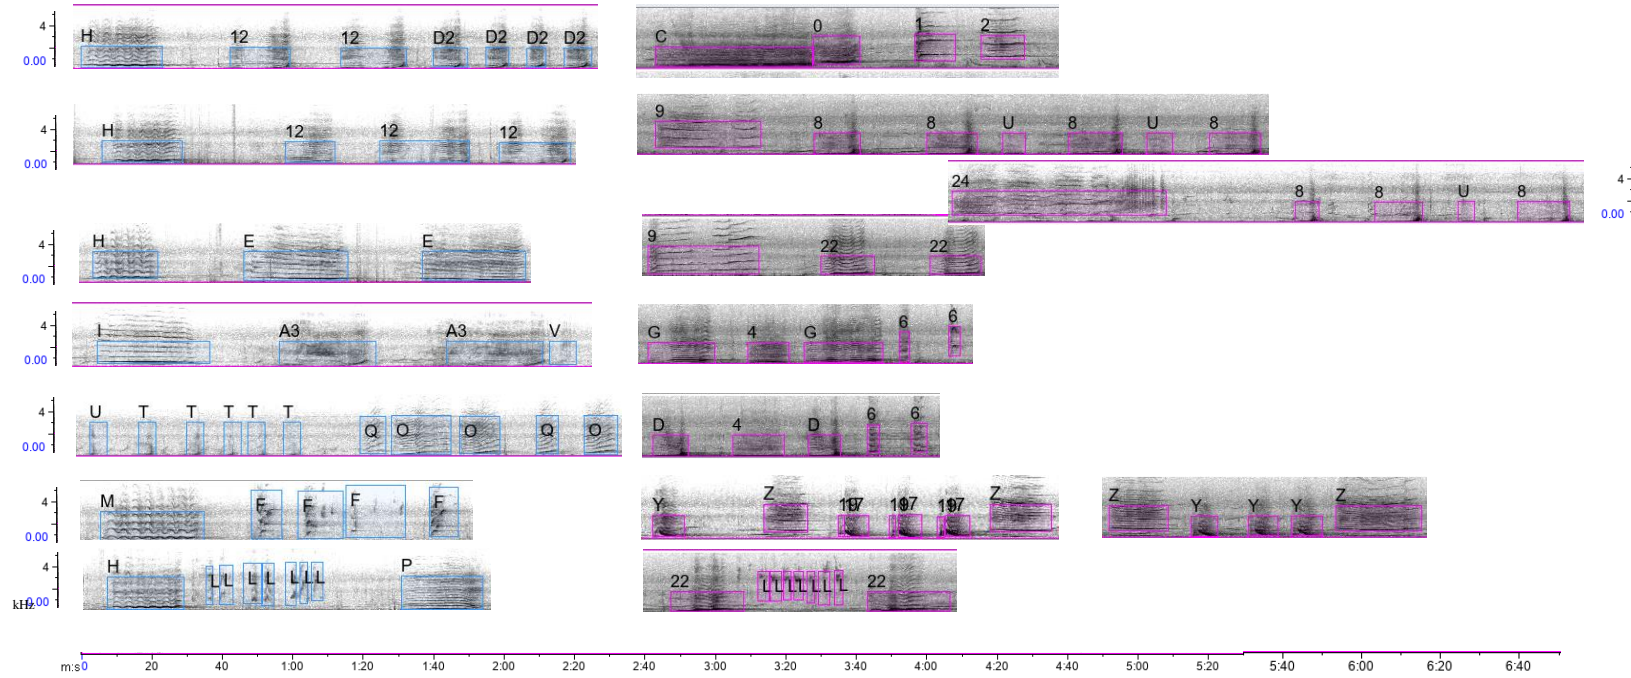 4 H 12 12 D2 D2 D2 D2 C 0 1 2
0.00
4 H 12 12 12 9 8 8 U 8 U 8
0.00
24 8 8 U 8 4
0.00
4 H E E 9 22 22
0.00
4 I A3 A3 V G 4 G 6 6
0.00
4 U T T T T T Q O O Q O D 4 D 6 6
0.00
4 M F F F F Y Z 197 197 197 Z Z Y Y Y Z
0.00
4 H L L L L L L L P 22 L L L L L L L 22
kHz 0.00
m:s 0 20 40 1:00 1:20 1:40 2:00 2:20 2:40 3:00 3:20 3:40 4:00 4:20 4:40 5:00 5:20 5:40 6:00 6:20 6:40